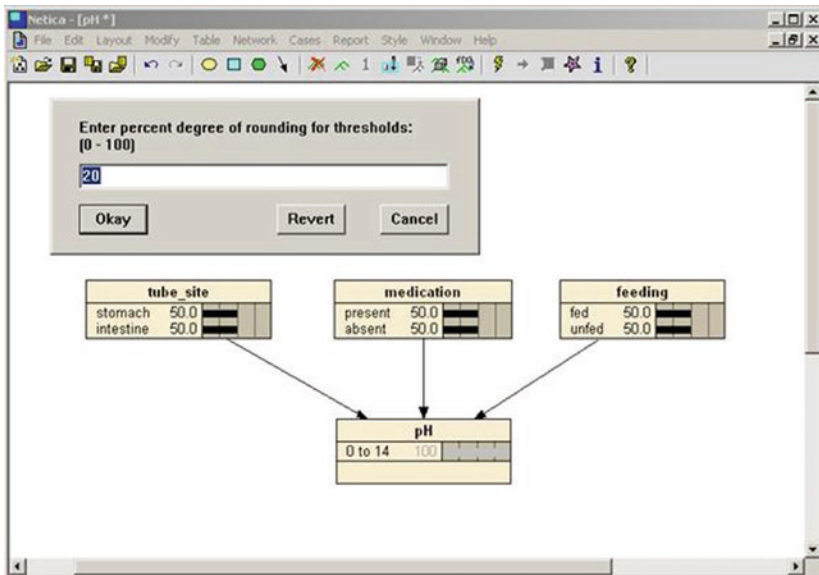 Netica - [pH *]
File Edit Layout Modify Table Network Cases Report Style Window Help
1
f(x)
i
?
Enter percent degree of rounding for thresholds:
(0 - 100)
20
Okay Revert Cancel
tube_site
stomach 50.0
intestine 50.0
medication
present 50.0
absent 50.0
feeding
fed 50.0
unfed 50.0
pH
0 to 14 100